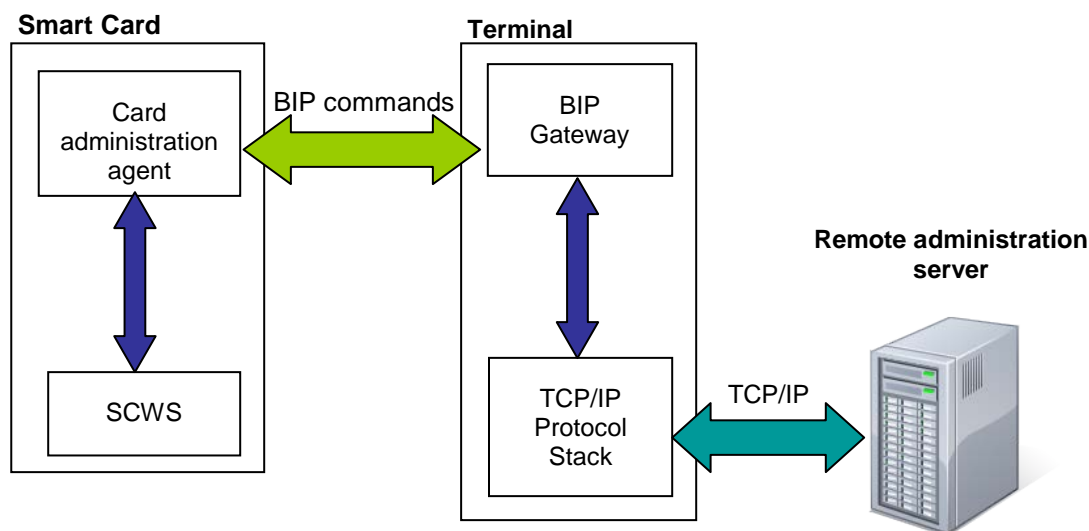 Smart Card
Terminal
Card
administration
agent
BIP commands
BIP
Gateway
Remote administration
server
SCWS
TCP/IP
Protocol
Stack
TCP/IP